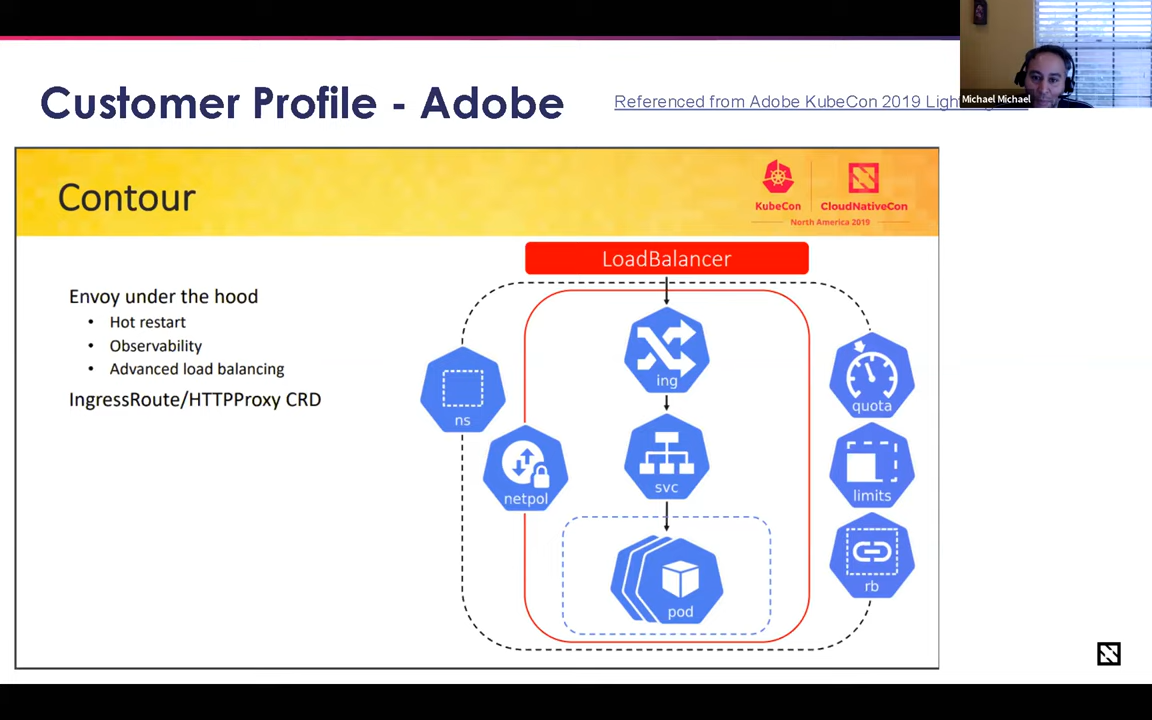 Customer Profile - Adobe
Referenced from Adobe KubeCon 2019
Michael Michael
Contour
KubeCon
CloudNativeCon
North America 2019
LoadBalancer
Envoy under the hood
• Hot restart
• Observability
• Advanced load balancing
IngressRoute/HTTPProxy CRD
ing
ns
quota
netpol
svc
limits
pod
rb